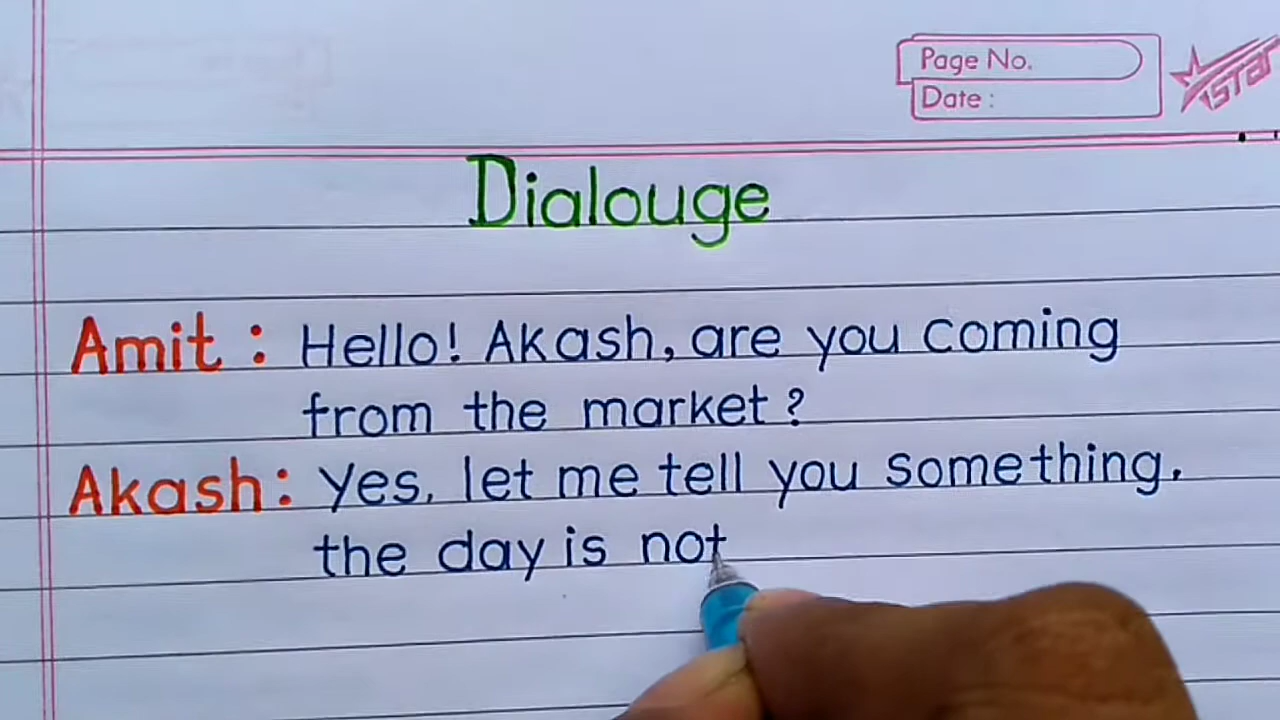 Page No.
Date :
STAR
Dialouge
Amit : Hello! Akash, are you coming
from the market ?
Akash : Yes, let me tell you something,
the day is not